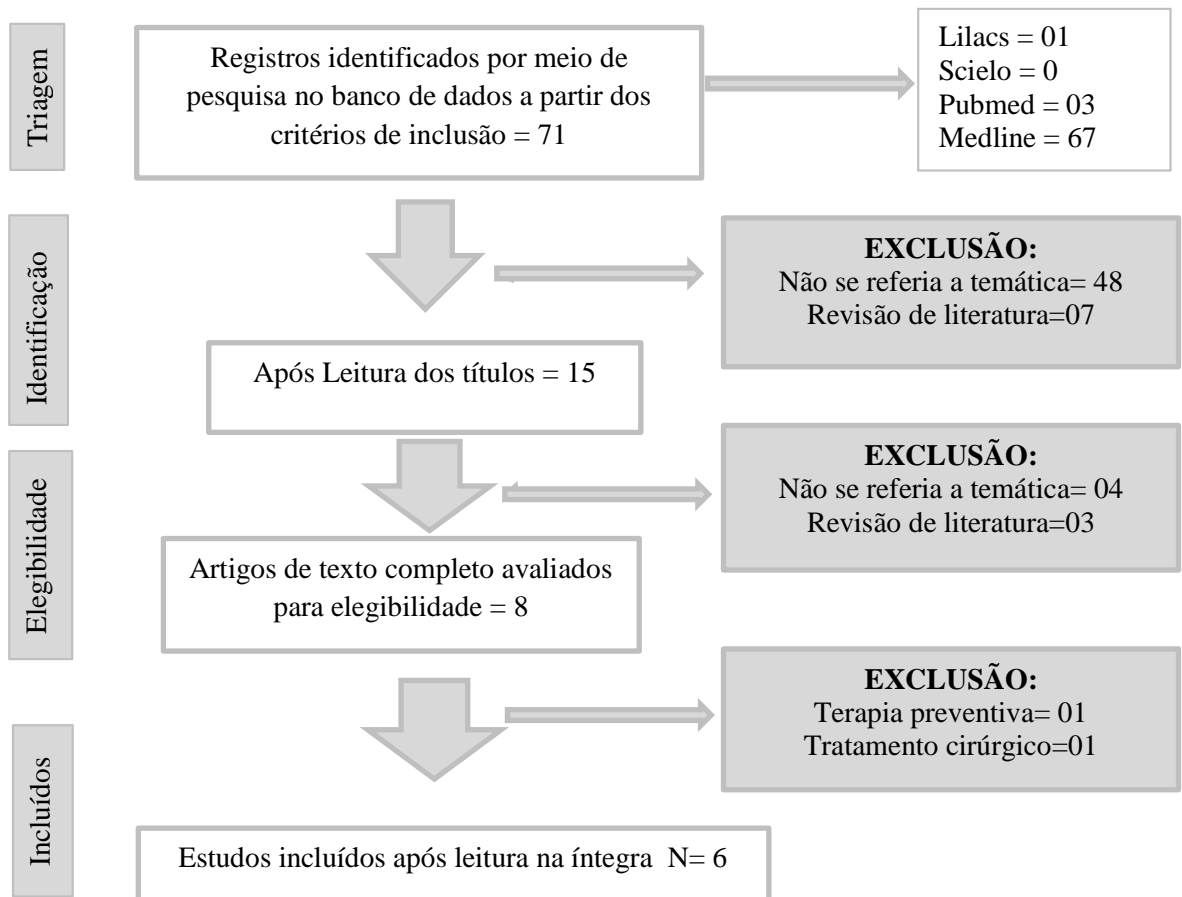 Triagem
Registros identificados por meio de
pesquisa no banco de dados a partir dos
critérios de inclusão = 71
Lilacs = 01
Scielo = 0
Pubmed = 03
Medline = 67
Identificação
EXCLUSÃO:
Não se referia a temática= 48
Revisão de literatura=07
Após Leitura dos títulos = 15
Elegibilidade
EXCLUSÃO:
Não se referia a temática= 04
Revisão de literatura=03
Artigos de texto completo avaliados
para elegibilidade = 8
Incluídos
EXCLUSÃO:
Terapia preventiva= 01
Tratamento cirúrgico=01
Estudos incluídos após leitura na íntegra N= 6